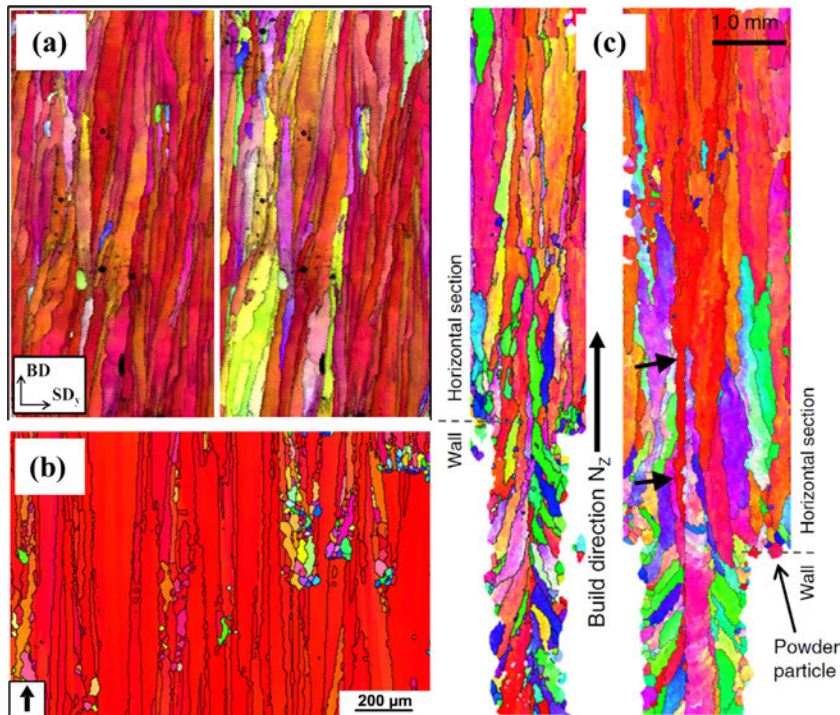 (a)
BD
SDy
(b)
200 µm
(c)
1.0 mm
Horizontal section
Wall
Build direction NZ
Horizontal section
Wall
Powder
particle